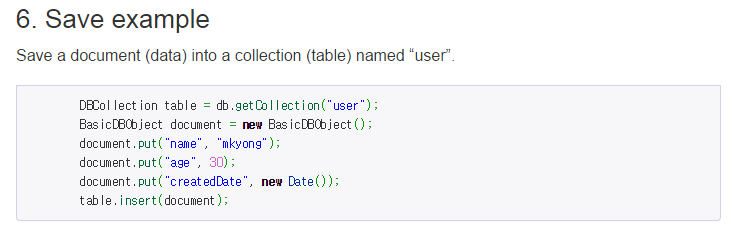 6. Save example
Save a document (data) into a collection (table) named “user”.
DBCollection table = db.getCollection("user");
BasicDBObject document = new BasicDBObject();
document.put("name", "mkyong");
document.put("age", 30);
document.put("createdDate", new Date());
table.insert(document);